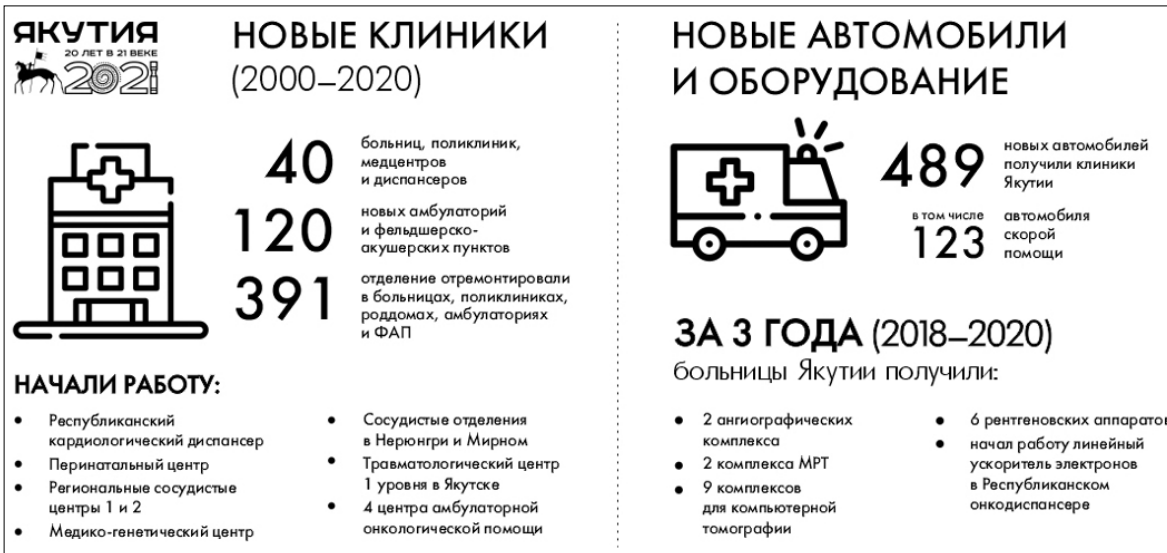 ЯКУТИЯ
20 ЛЕТ В 21 ВЕКЕ
2021
НОВЫЕ КЛИНИКИ
(2000–2020)
40
больниц, поликлиник,
медцентров
и диспансеров
120
новых амбулаторий
и фельдшерско-
акушерских пунктов
391
отделение отремонтировали
в больницах, поликлиниках,
роддомах, амбулаториях
и ФАП
НАЧАЛИ РАБОТУ:
• Республиканский
кардиологический диспансер
• Перинатальный центр
• Региональные сосудистые
центры 1 и 2
• Медико-генетический центр
• Сосудистые отделения
в Нерюнгри и Мирном
• Травматологический центр
1 уровня в Якутске
• 4 центра амбулаторной
онкологической помощи
НОВЫЕ АВТОМОБИЛИ
И ОБОРУДОВАНИЕ
489
новых автомобилей
получили клиники
Якутии
в том числе
123
автомобиля
скорой
помощи
ЗА 3 ГОДА (2018–2020)
больницы Якутии получили:
• 2 ангиографических
комплекса
• 2 комплекса МРТ
• 9 комплексов
для компьютерной
томографии
• 6 рентгеновских аппаратов
• начал работу линейный
ускоритель электронов
в Республиканском
онкодиспансере